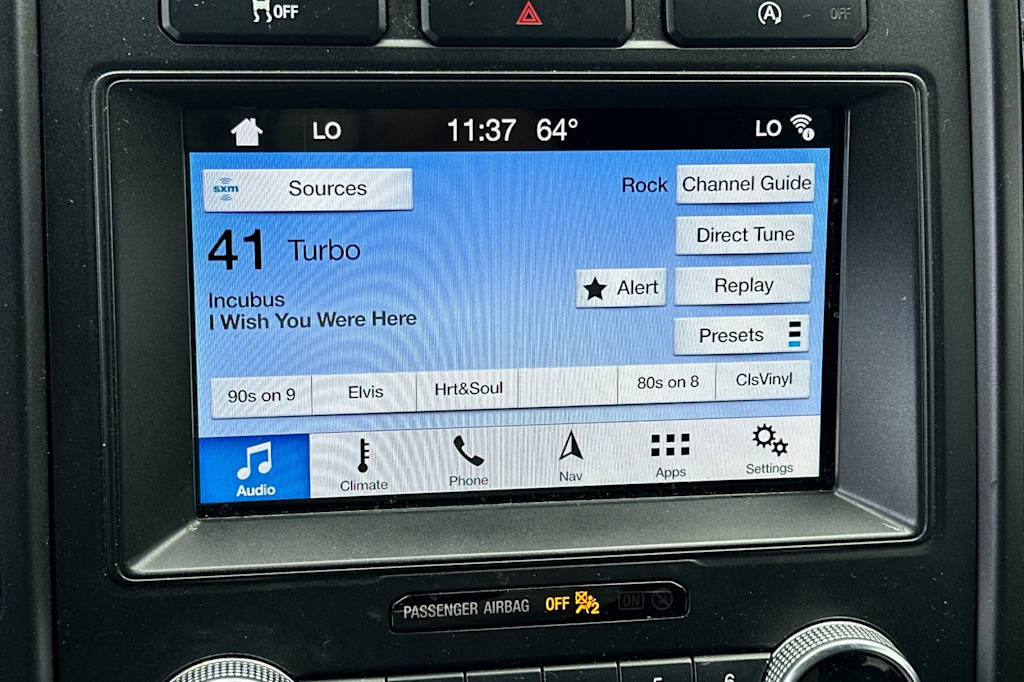 OFF
A OFF
LO 11:37 64° LO
sxm Sources Rock Channel Guide
41 Turbo Direct Tune
Incubus Alert Replay
I Wish You Were Here
Presets
90s on 9 Elvis Hrt&Soul 80s on 8 ClsVinyl
Audio Climate Phone Nav Apps Settings
PASSENGER AIRBAG OFF 2 ON